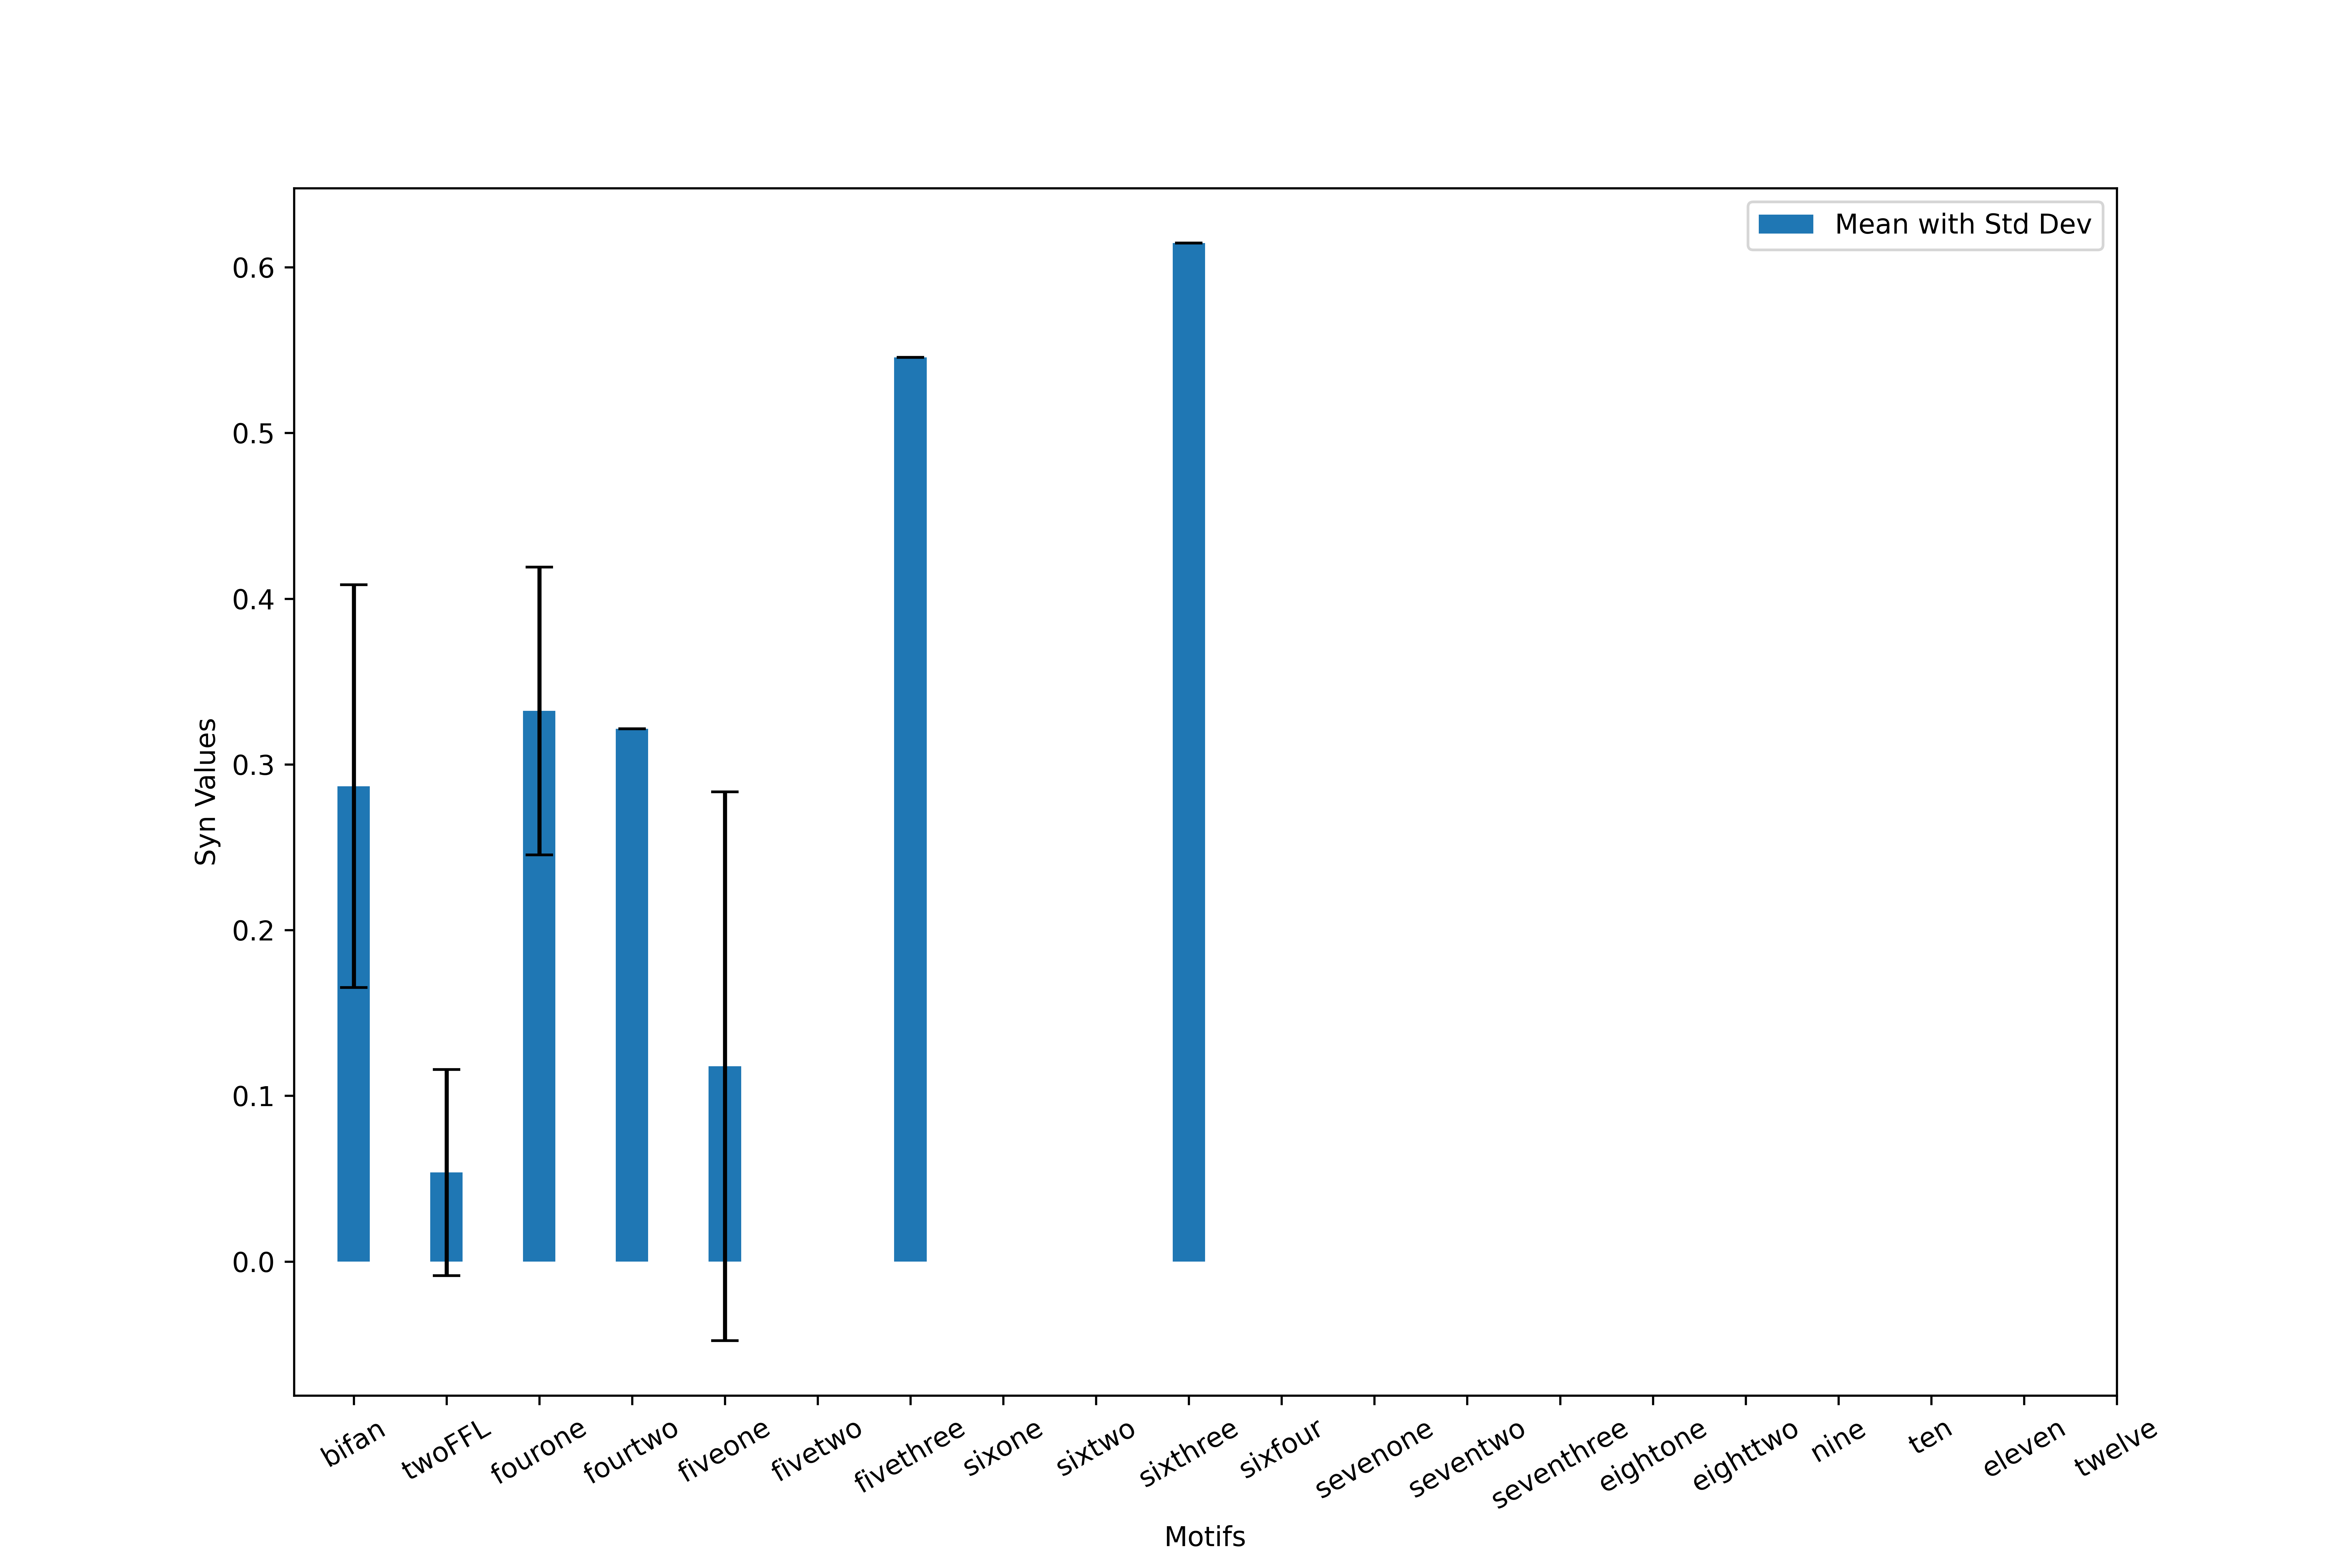 Mean with Std Dev
0.6
0.5
0.4
0.3
0.2
0.1
0.0
Syn Values
bifan
twoFFL
fourone
fourtwo
fiveone
fivetwo
fivethree
sixone
sixtwo
sixthree
sixfour
sevenone
seventwo
seventhree
eightone
eighttwo
nine
ten
eleven
twelve
Motifs